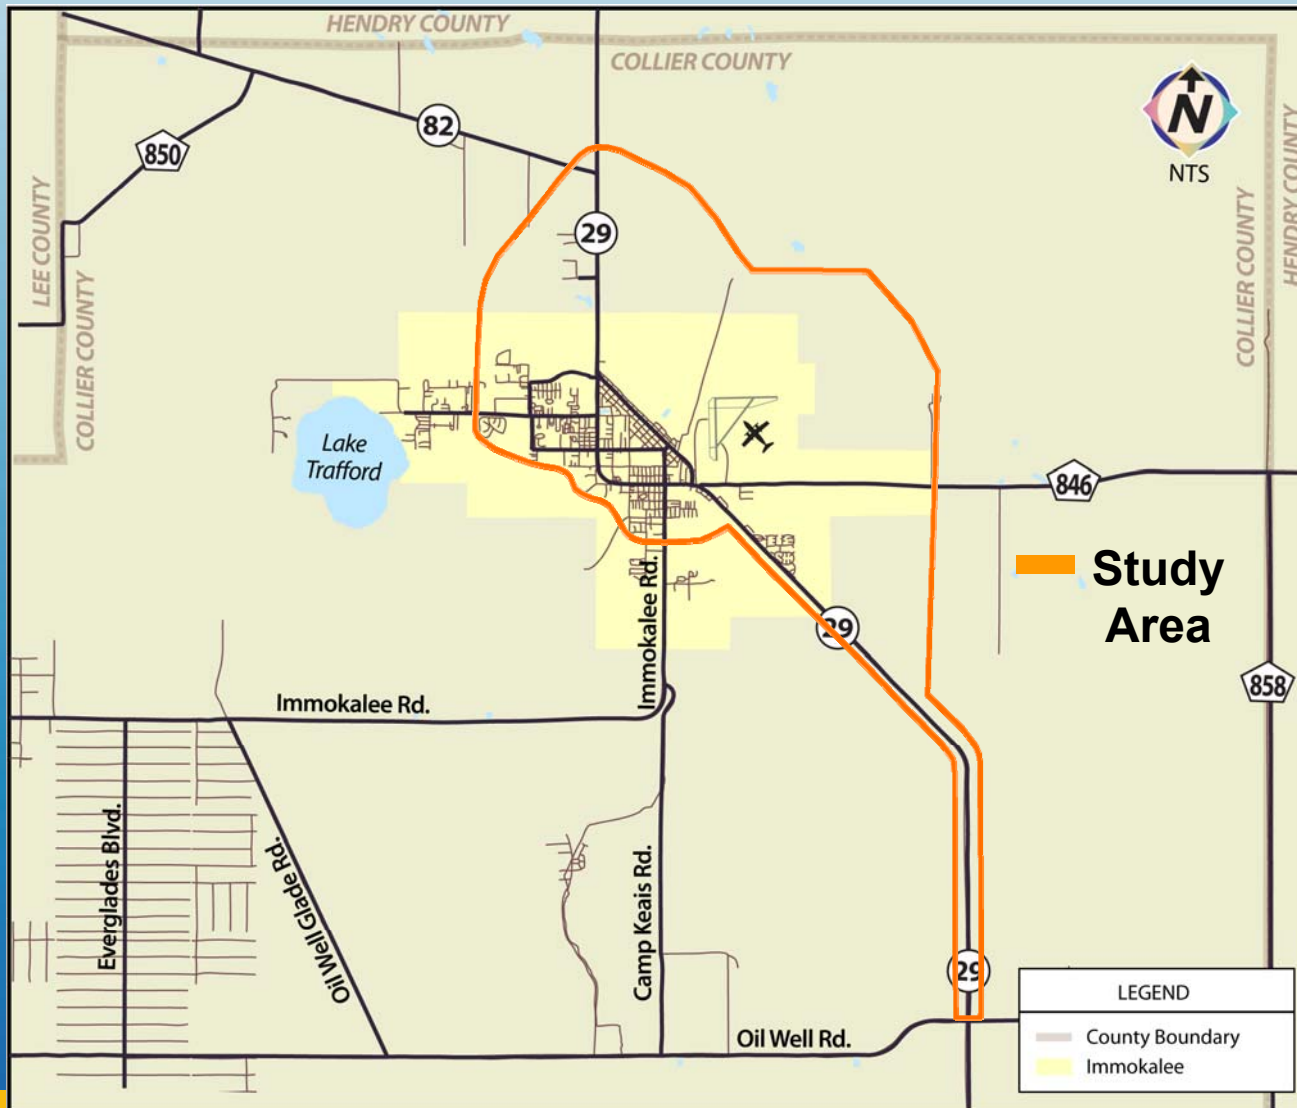 HENDRY COUNTY
COLLIER COUNTY
N
NTS
82
850
29
LEE COUNTY
COLLIER COUNTY
COLLIER COUNTY
HENDRY COUNTY
Lake
Trafford
846
Study
Area
29
858
Immokalee Rd.
Immokalee Rd.
Everglades Blvd.
Oil Well Glade Rd.
Camp Keais Rd.
29
Oil Well Rd.
LEGEND
County Boundary
Immokalee